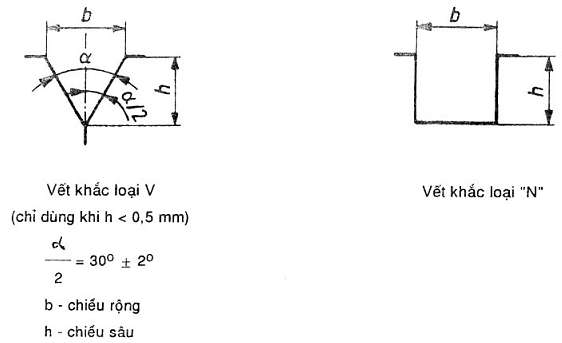 b
α
h
α/2
b
h
Vết khắc loại V
(chỉ dùng khi h < 0,5 mm)
α/2 = 30° ± 2°
b - chiều rộng
h - chiều sâu
Vết khắc loại "N"